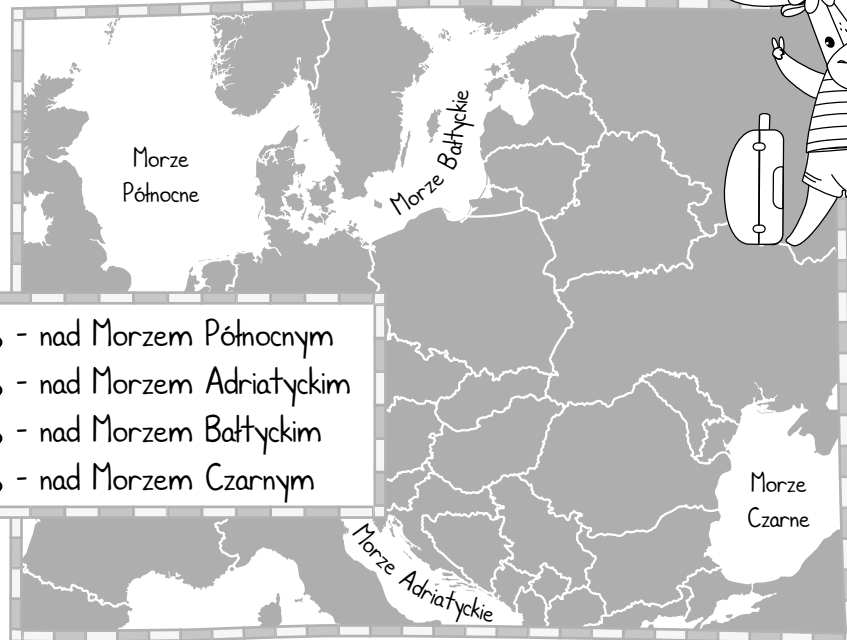 Morze
Północne
Morze Bałtyckie
- nad Morzem Północnym
- nad Morzem Adriatyckim
- nad Morzem Bałtyckim
- nad Morzem Czarnym
Morze
Czarne
Morze Adriatyckie